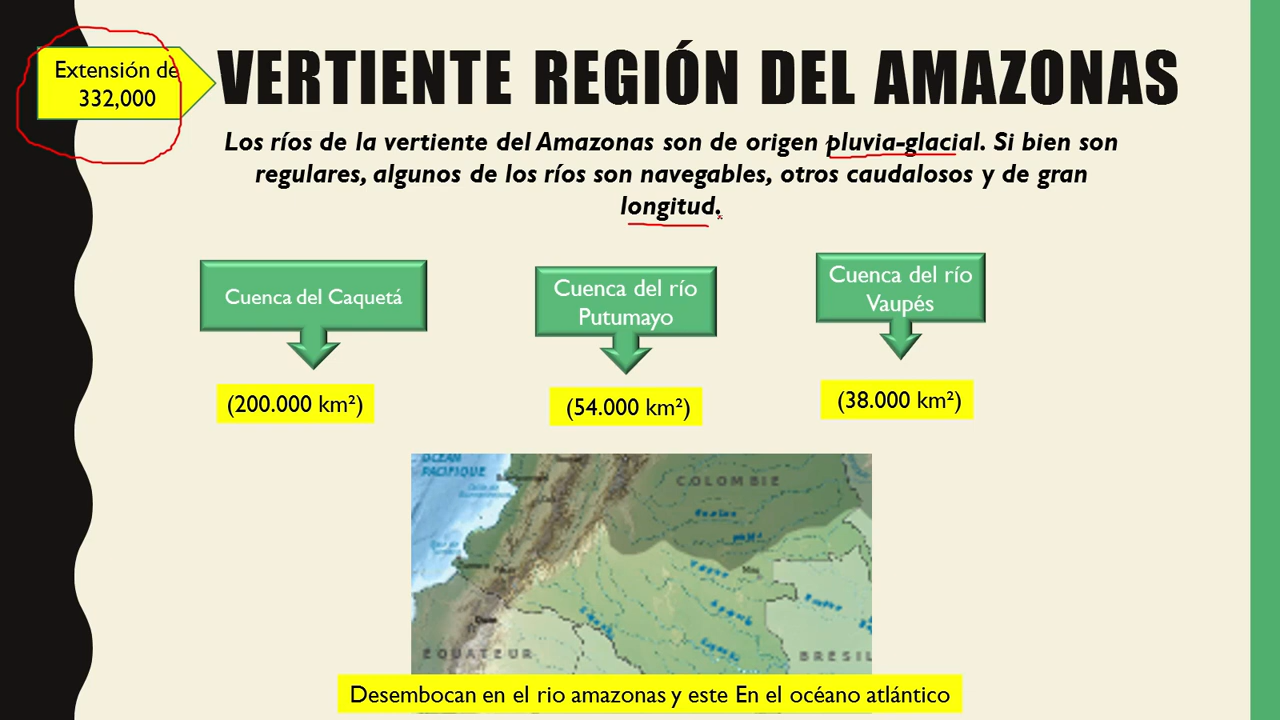 Extensión de
332,000
VERTIENTE REGIÓN DEL AMAZONAS
Los ríos de la vertiente del Amazonas son de origen pluvia-glacial. Si bien son
regulares, algunos de los ríos son navegables, otros caudalosos y de gran
longitud.
Cuenca del Caquetá
Cuenca del río
Putumayo
Cuenca del río
Vaupés
(200.000 km²)
(54.000 km²)
(38.000 km²)
OCEAN
PACIFIQUE
COLOMBIE
EQUATEUR
BRÉSIL
Desembocan en el rio amazonas y este En el océano atlántico